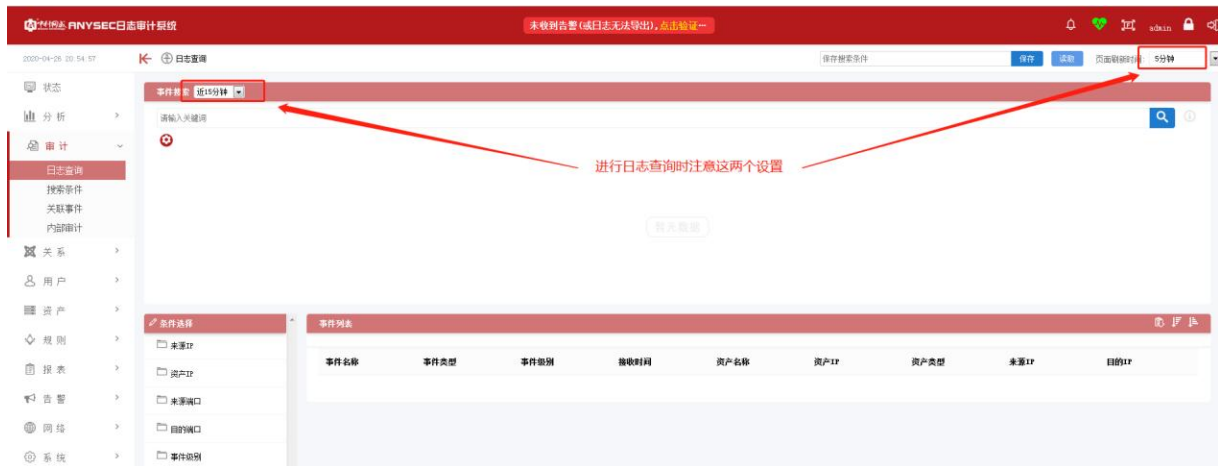 ANYSEC日志审计系统
未收到告警(或日志无法导出),点击验证一
admin
2020-04-26 20:54:57
日志查询
保存搜索条件
保存
读取
页面刷新时间:
5分钟
状态
分析
审计
日志查询
搜索条件
关联事件
内部审计
关系
用户
资产
规则
报表
告警
网络
系统
事件搜索
近15分钟
请输入关键词
进行日志查询时注意这两个设置
暂无数据
条件选择
来源IP
资产IP
来源端口
目的端口
事件级别
事件列表
事件名称 事件类型 事件级别 接收时间 资产名称 资产IP 资产类型 来源IP 目的IP